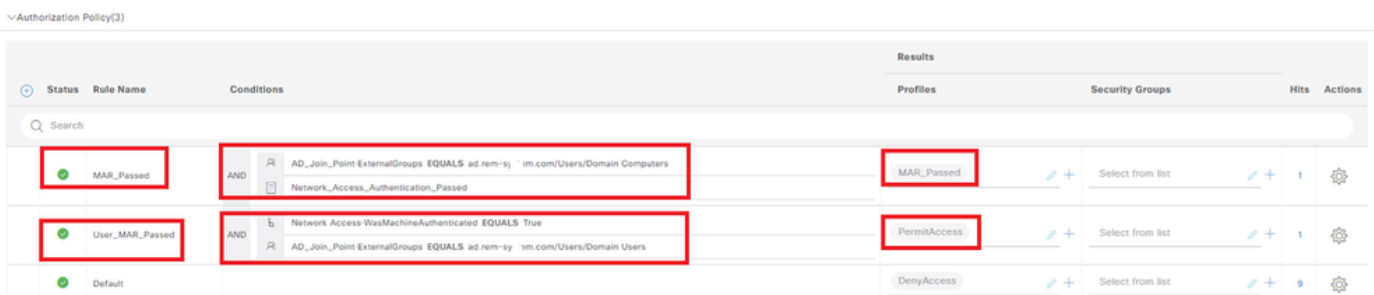 Authorization Policy(3)
Results
Status Rule Name Conditions Profiles Security Groups Hits Actions
Search
MAR_Passed AND AD_Join_Point·ExternalGroups EQUALS ad.rem-sy m.com/Users/Domain Computers MAR_Passed Select from list 1
Network_Access_Authentication_Passed
User_MAR_Passed AND Network Access·WasMachineAuthenticated EQUALS True PermitAccess Select from list 1
AD_Join_Point·ExternalGroups EQUALS ad.rem-sy m.com/Users/Domain Users
Default DenyAccess Select from list 9